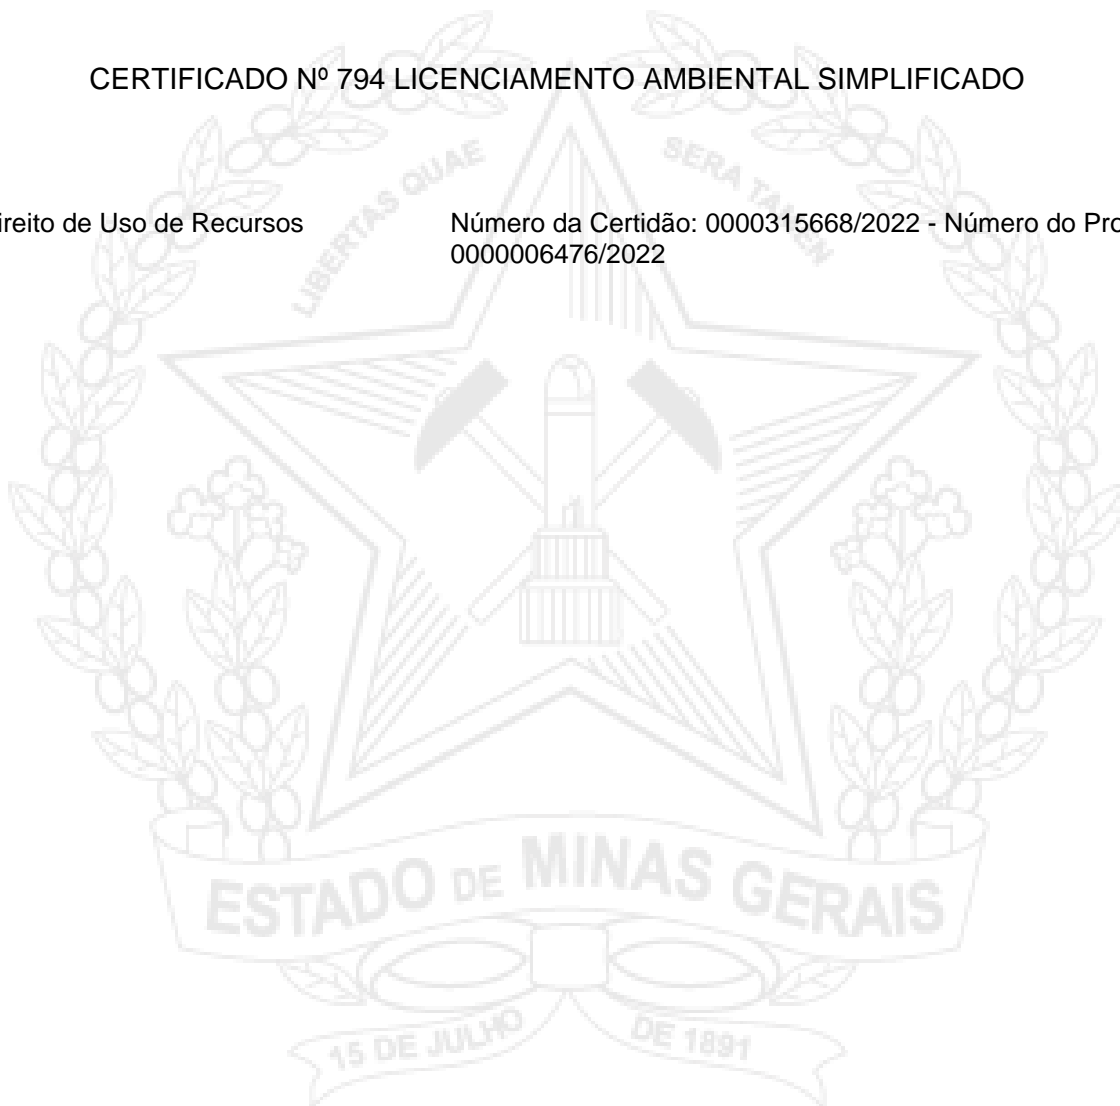 CERTIFICADO Nº 794 LICENCIAMENTO AMBIENTAL SIMPLIFICADO
LIBERTAS QUAE SERA TAMEN
ireito de Uso de Recursos
Número da Certidão: 0000315668/2022 - Número do Pro
0000006476/2022
ESTADO DE MINAS GERAIS
15 DE JULHO DE 1891